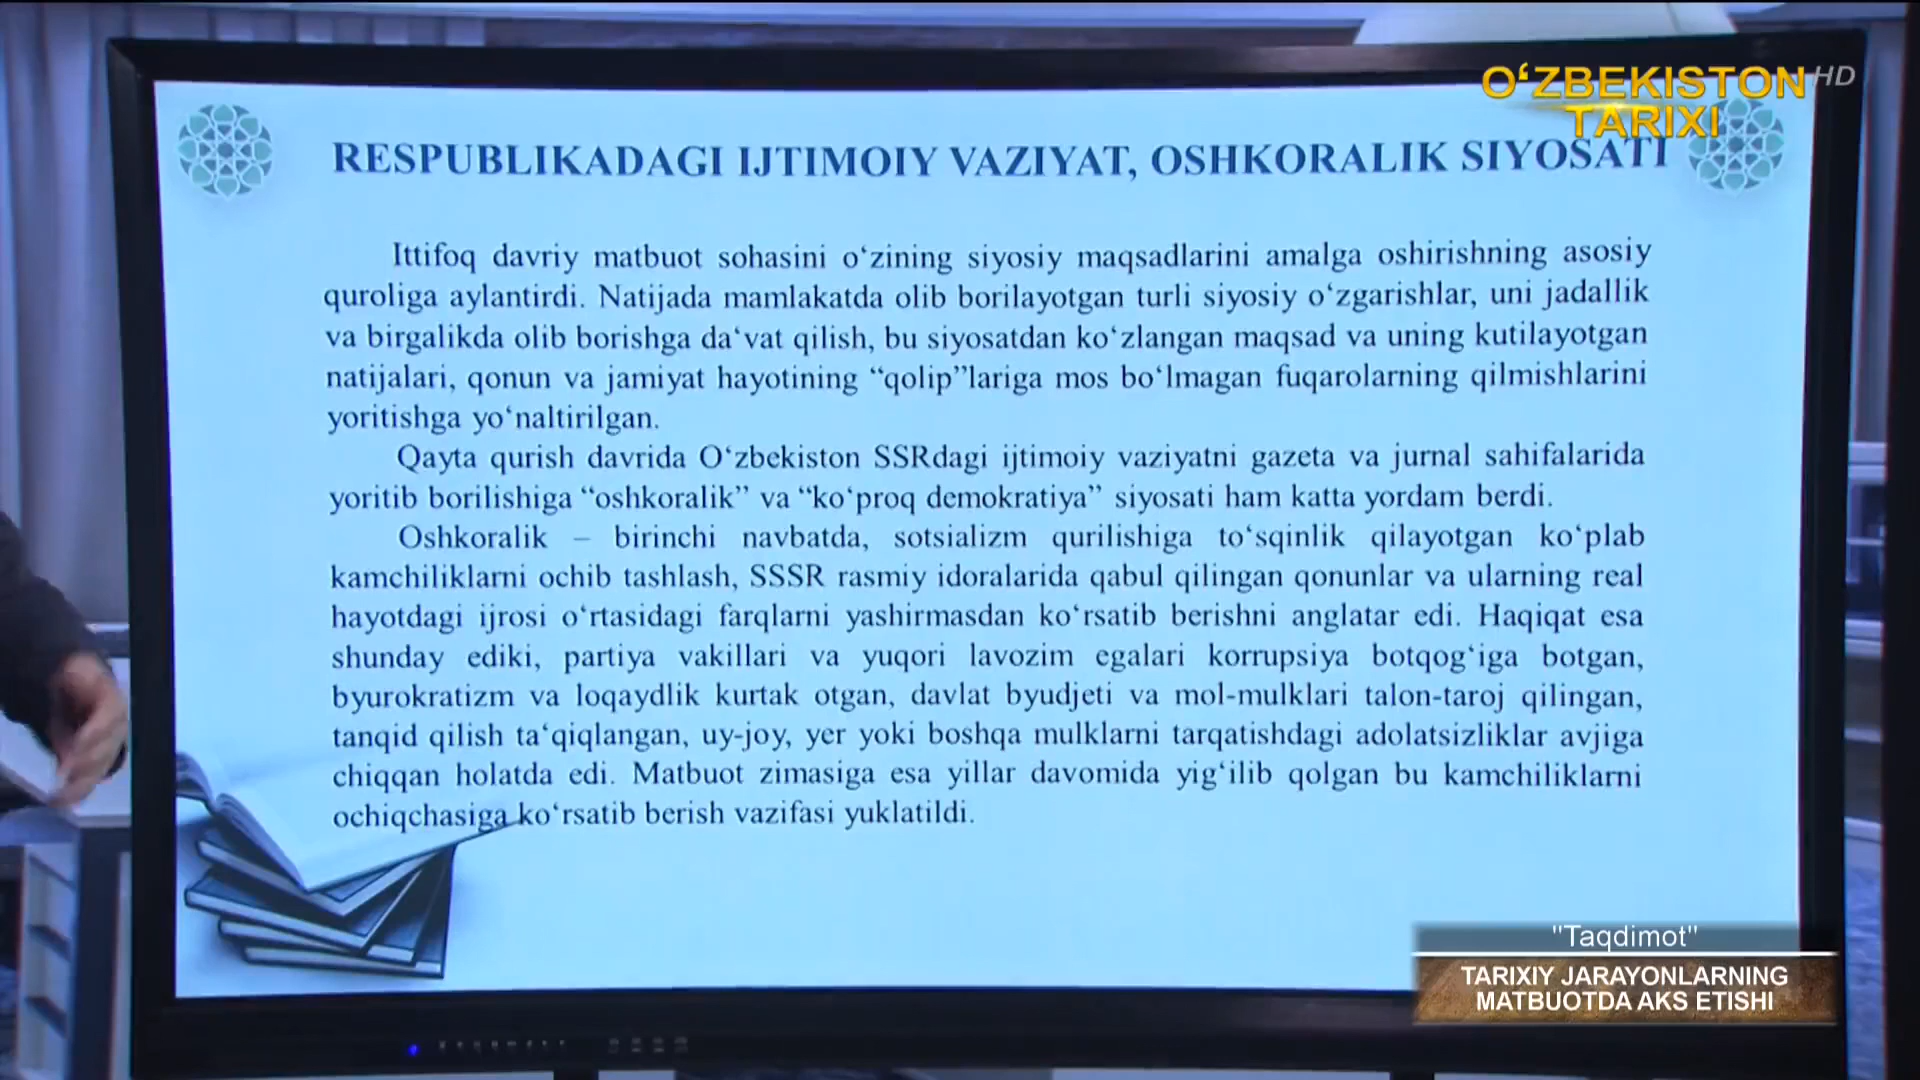 O‘ZBEKISTON HD
TARIXI
RESPUBLIKADAGI IJTIMOIY VAZIYAT, OSHKORALIK SIYOSATI
Ittifoq davriy matbuot sohasini o‘zining siyosiy maqsadlarini amalga oshirishning asosiy
quroliga aylantirdi. Natijada mamlakatda olib borilayotgan turli siyosiy o‘zgarishlar, uni jadallik
va birgalikda olib borishga da‘vat qilish, bu siyosatdan ko‘zlangan maqsad va uning kutilayotgan
natijalari, qonun va jamiyat hayotining “qolip”lariga mos bo‘lmagan fuqarolarning qilmishlarini
yoritishga yo‘naltirilgan.
Qayta qurish davrida O‘zbekiston SSRdagi ijtimoiy vaziyatni gazeta va jurnal sahifalarida
yoritib borilishiga “oshkoralik” va “ko‘proq demokratiya” siyosati ham katta yordam berdi.
Oshkoralik – birinchi navbatda, sotsializm qurilishiga to‘sqinlik qilayotgan ko‘plab
kamchiliklarni ochib tashlash, SSSR rasmiy idoralarida qabul qilingan qonunlar va ularning real
hayotdagi ijrosi o‘rtasidagi farqlarni yashirmasdan ko‘rsatib berishni anglatar edi. Haqiqat esa
shunday ediki, partiya vakillari va yuqori lavozim egalari korrupsiya botqog‘iga botgan,
byurokratizm va loqaydlik kurtak otgan, davlat byudjeti va mol-mulklari talon-taroj qilingan,
tanqid qilish ta‘qiqlangan, uy-joy, yer yoki boshqa mulklarni tarqatishdagi adolatsizliklar avjiga
chiqqan holatda edi. Matbuot zimasiga esa yillar davomida yig‘ilib qolgan bu kamchiliklarni
ochiqchasiga ko‘rsatib berish vazifasi yuklatildi.
"Taqdimot"
TARIXIY JARAYONLARNING
MATBUOTDA AKS ETISHI